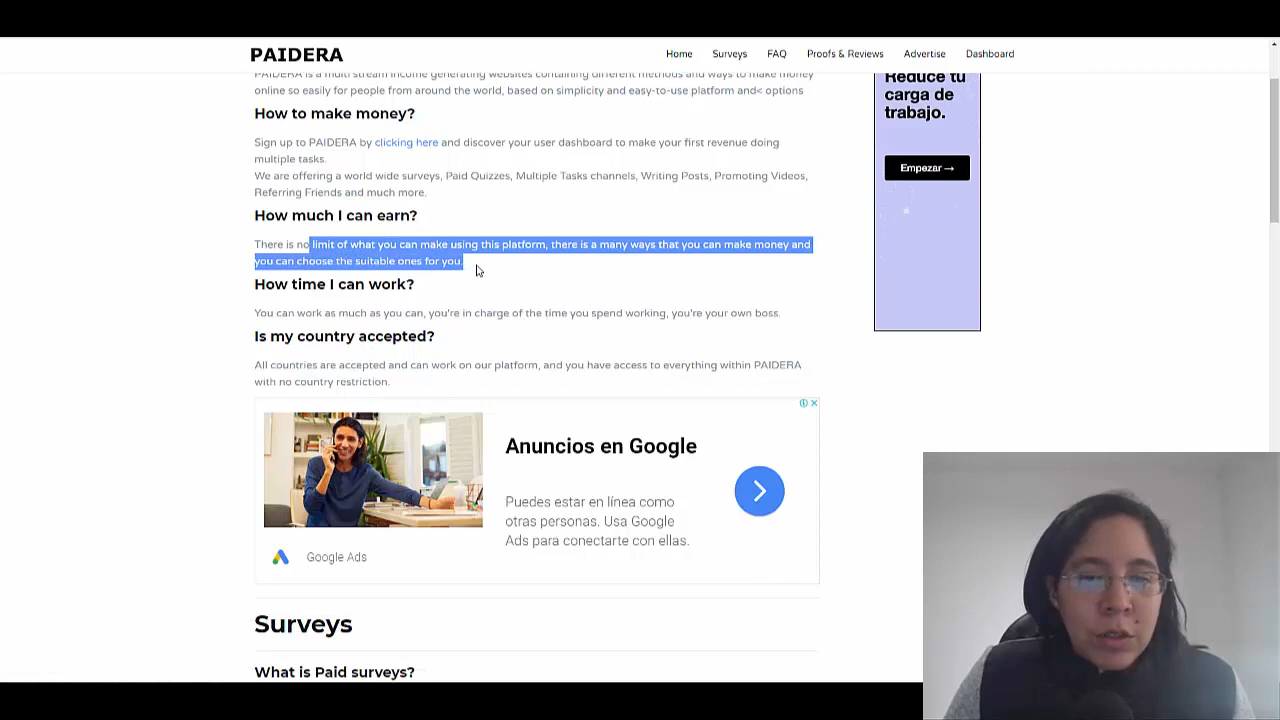 PAIDERA
Home Surveys FAQ Proofs & Reviews Advertise Dashboard
PAIDERA is a multi stream income generating websites containing different methods and ways to make money
online so easily for people from around the world, based on simplicity and easy-to-use platform and< options
How to make money?
Sign up to PAIDERA by clicking here and discover your user dashboard to make your first revenue doing
multiple tasks.
We are offering a world wide surveys, Paid Quizzes, Multiple Tasks channels, Writing Posts, Promoting Videos,
Referring Friends and much more.
How much I can earn?
There is no limit of what you can make using this platform, there is a many ways that you can make money and
you can choose the suitable ones for you.
How time I can work?
You can work as much as you can, you're in charge of the time you spend working, you're your own boss.
Is my country accepted?
All countries are accepted and can work on our platform, and you have access to everything within PAIDERA
with no country restriction.
Anuncios en Google
Puedes estar en línea como
otras personas. Usa Google
Ads para conectarte con ellas.
Google Ads
Surveys
What is Paid surveys?
Reduce tu
carga de
trabajo.
Empezar →